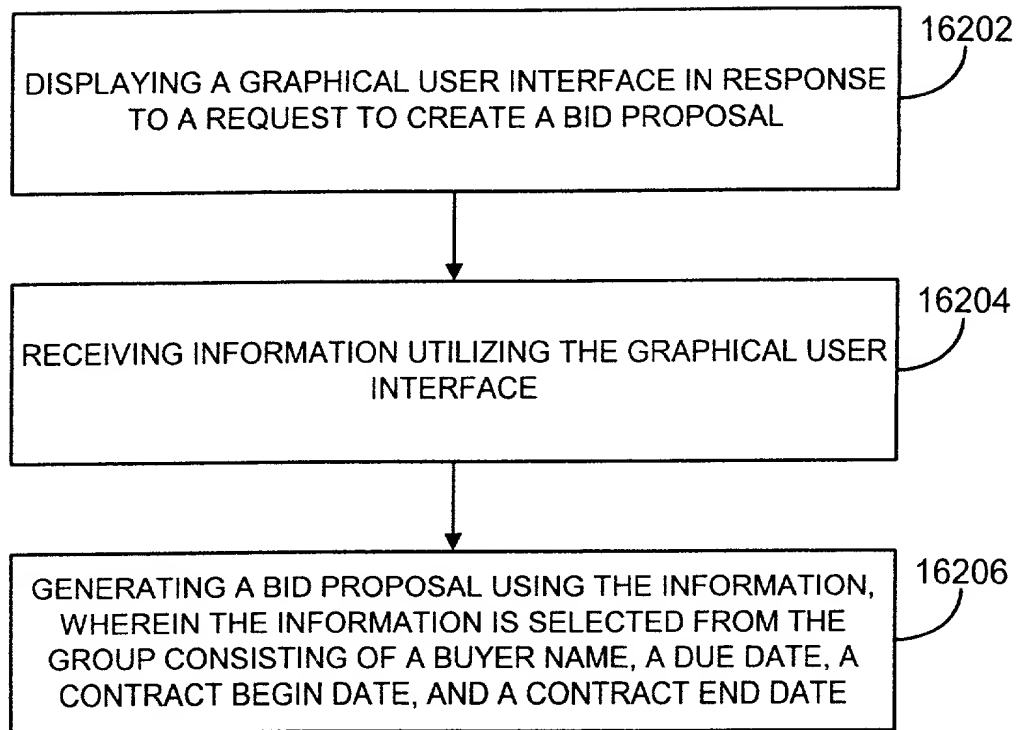 16202
DISPLAYING A GRAPHICAL USER INTERFACE IN RESPONSE
TO A REQUEST TO CREATE A BID PROPOSAL
16204
RECEIVING INFORMATION UTILIZING THE GRAPHICAL USER
INTERFACE
16206
GENERATING A BID PROPOSAL USING THE INFORMATION,
WHEREIN THE INFORMATION IS SELECTED FROM THE
GROUP CONSISTING OF A BUYER NAME, A DUE DATE, A
CONTRACT BEGIN DATE, AND A CONTRACT END DATE